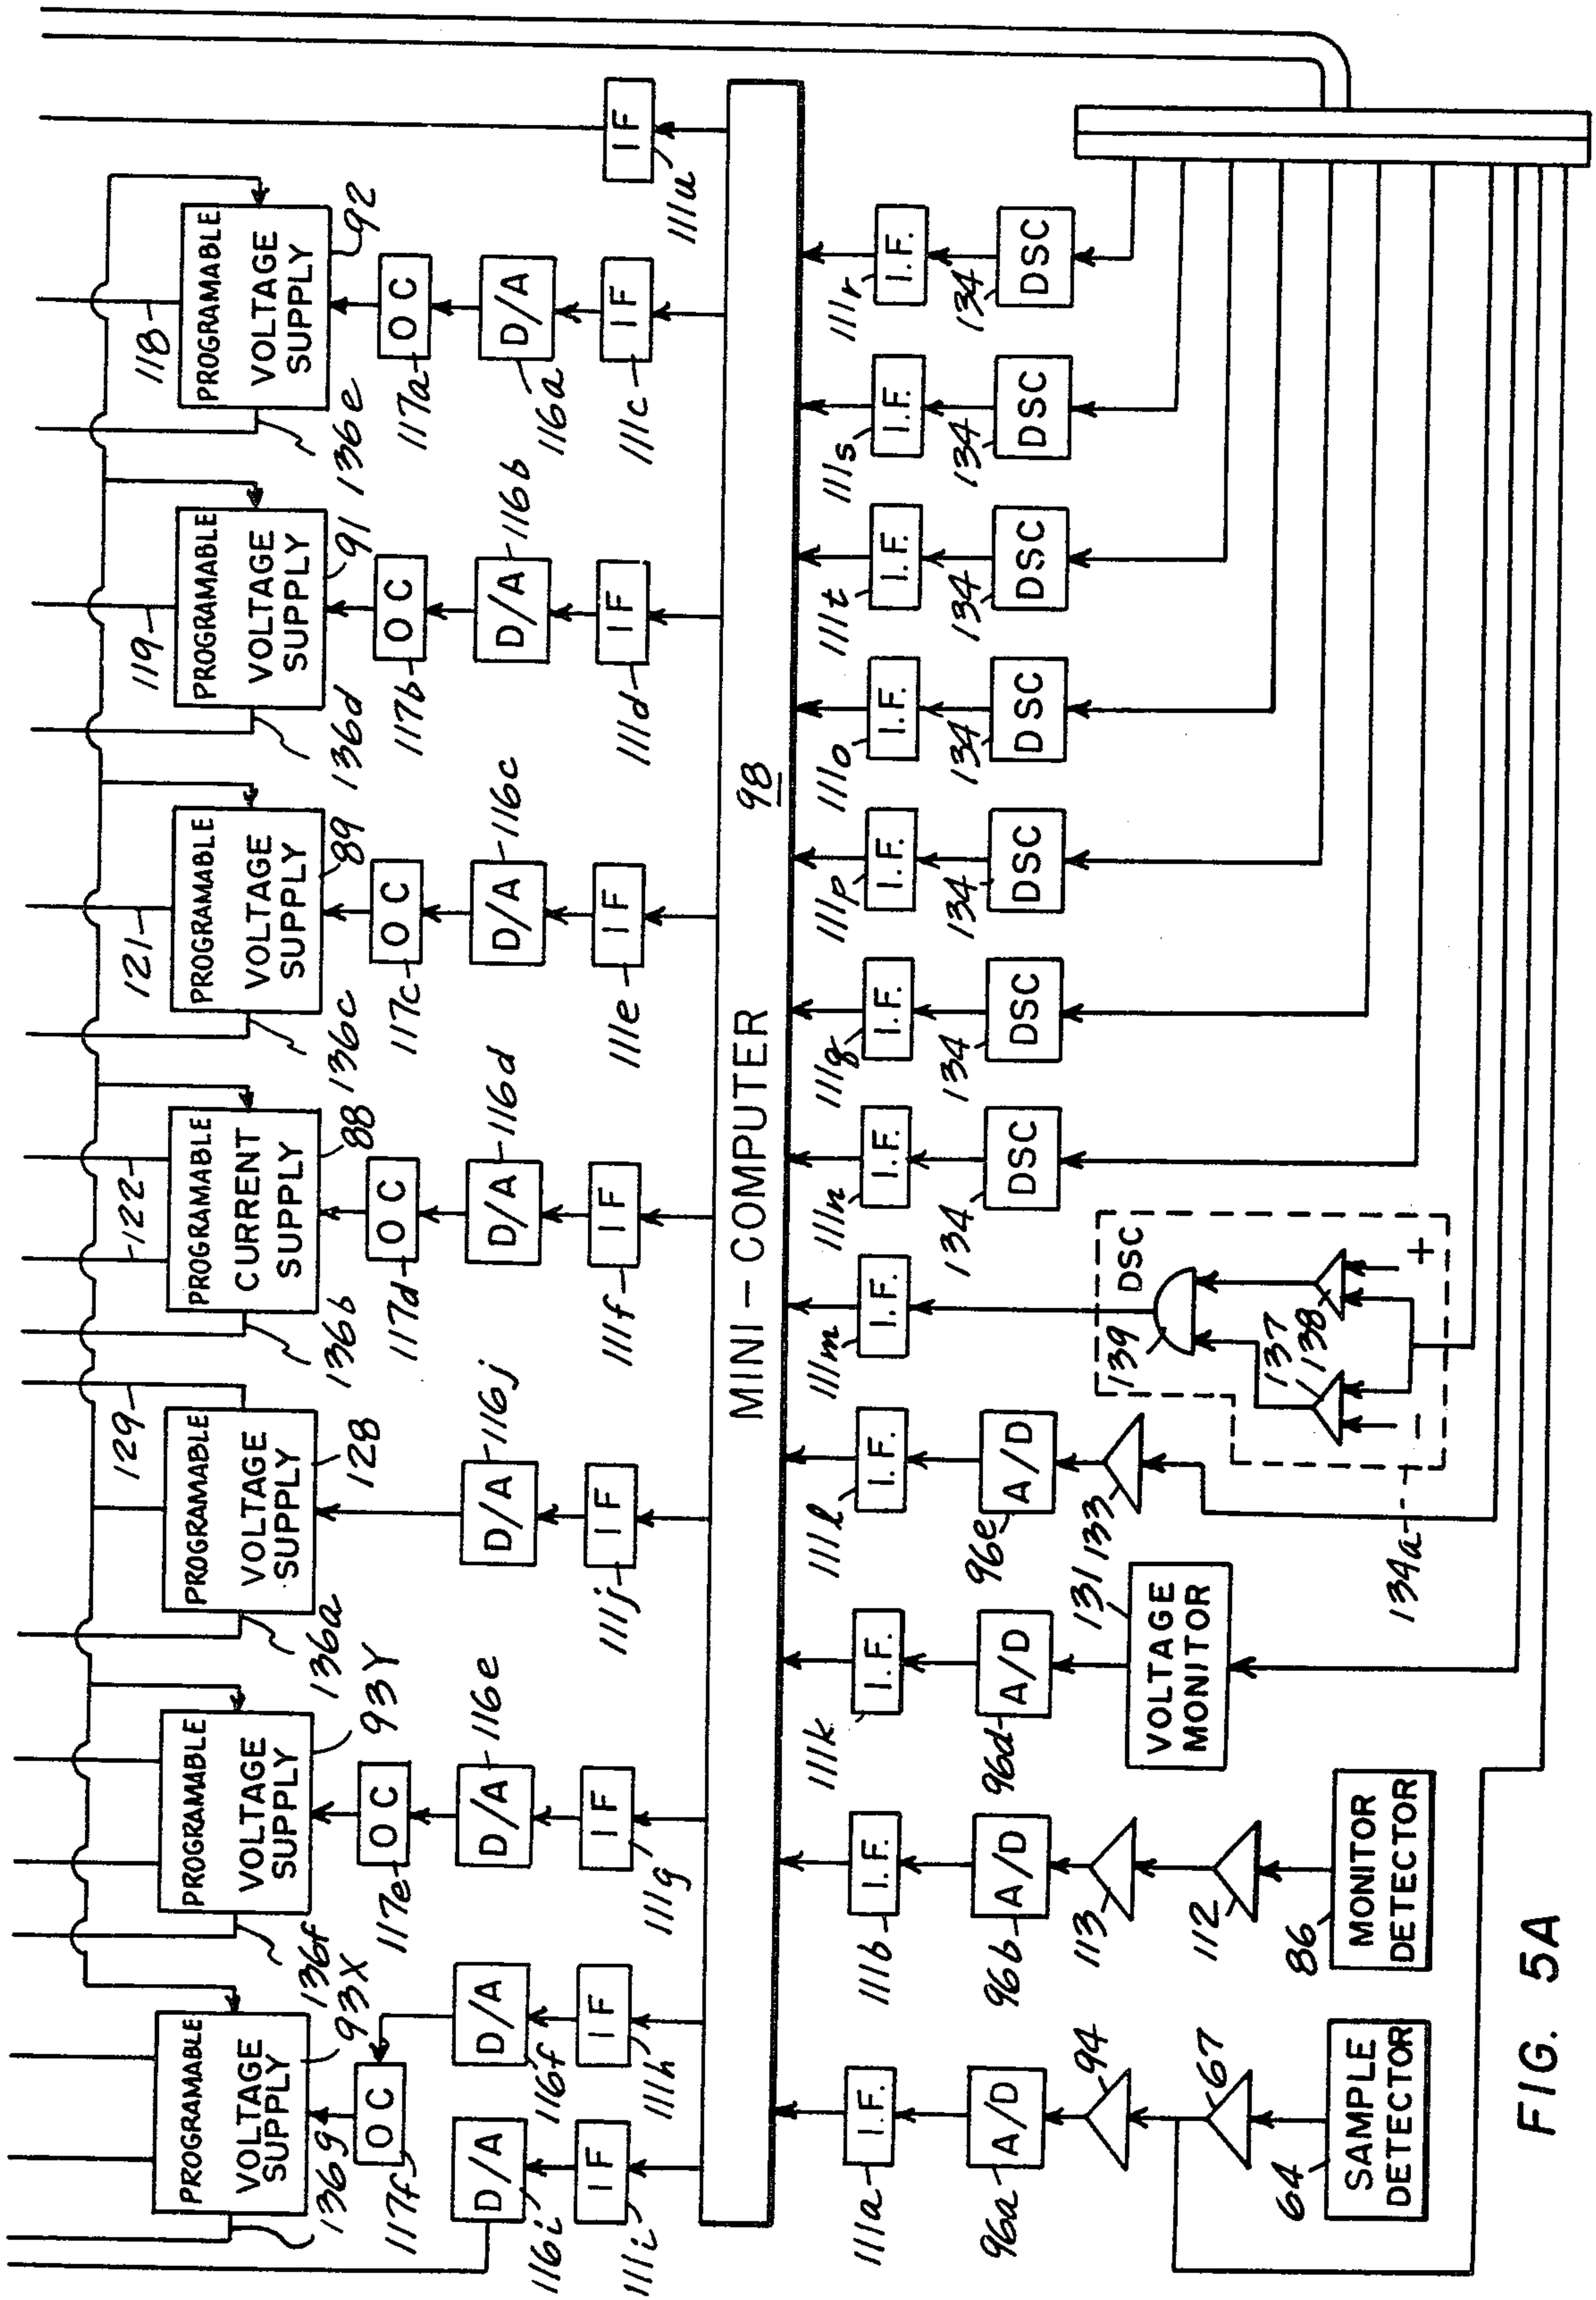 129
122
121
119
118
PROGRAMABLE
VOLTAGE
SUPPLY
93X
PROGRAMABLE
VOLTAGE
SUPPLY
93Y
PROGRAMABLE
VOLTAGE
SUPPLY
128
PROGRAMABLE
CURRENT
SUPPLY
88
PROGRAMABLE
VOLTAGE
SUPPLY
89
PROGRAMABLE
VOLTAGE
SUPPLY
91
PROGRAMABLE
VOLTAGE
SUPPLY
92
136g
136f
136a
136b
136c
136d
136e
OC
117f
OC
117e
OC
117d
OC
117c
OC
117b
OC
117a
D/A
116i
D/A
116f
D/A
116e
D/A
116j
D/A
116d
D/A
116c
D/A
116b
D/A
116a
IF
111i
IF
111h
IF
111g
IF
111j
IF
111f
IF
111e
IF
111d
IF
111c
IF
111u
MINI-COMPUTER
98
I.F.
111a
I.F.
111b
I.F.
111k
I.F.
111l
I.F.
111m
I.F.
111n
I.F.
111q
I.F.
111p
I.F.
111o
I.F.
111t
I.F.
111s
I.F.
111r
A/D
96a
A/D
96b
A/D
96d
A/D
96e
DSC
134
DSC
134
DSC
134
DSC
134
DSC
134
DSC
134
DSC
134
94
113
131
133
139
DSC
67
112
VOLTAGE
MONITOR
137
138
- +
134a
64
SAMPLE
DETECTOR
86
MONITOR
DETECTOR
FIG. 5A